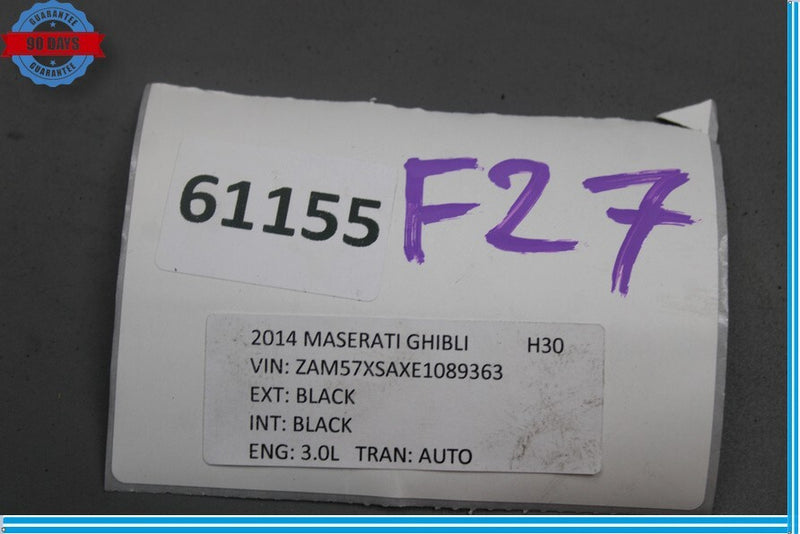 GUARANTEE
90 DAYS
GUARANTEE
61155
F27
2014 MASERATI GHIBLI H30
VIN: ZAM57XSAXE1089363
EXT: BLACK
INT: BLACK
ENG: 3.0L TRAN: AUTO